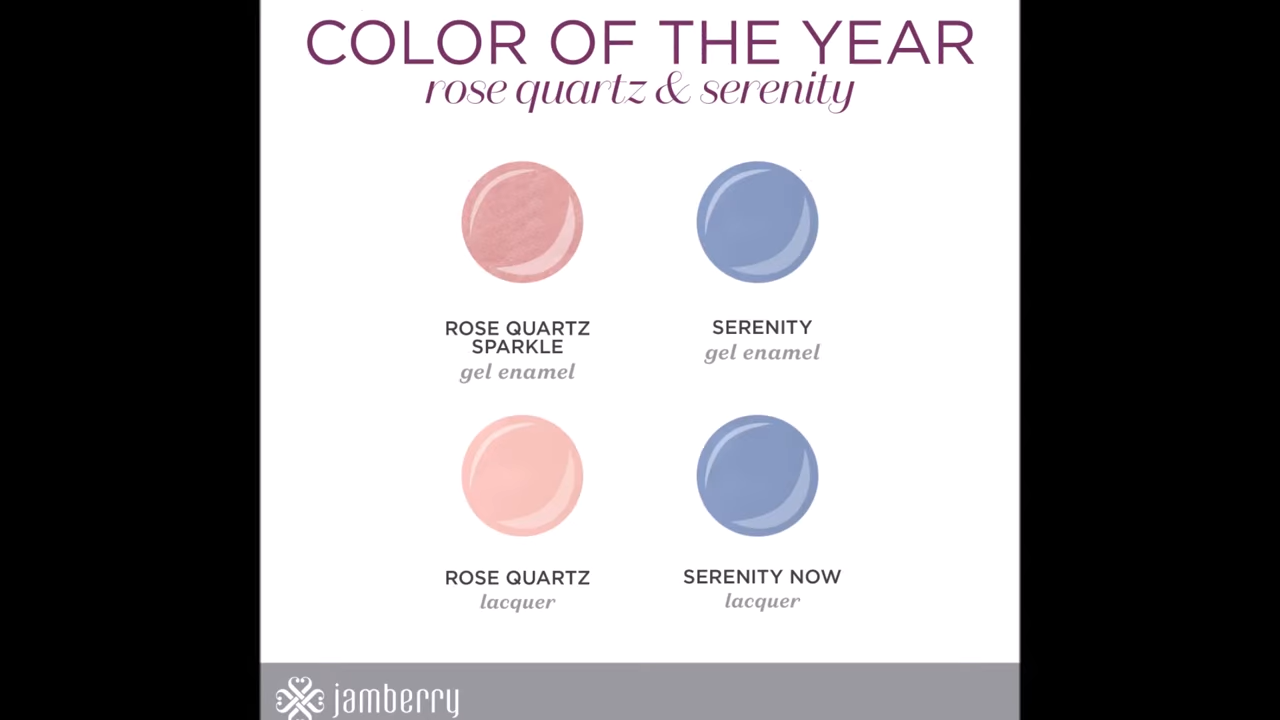 COLOR OF THE YEAR
rose quartz & serenity
ROSE QUARTZ
SPARKLE
gel enamel
SERENITY
gel enamel
ROSE QUARTZ
lacquer
SERENITY NOW
lacquer
jamberry